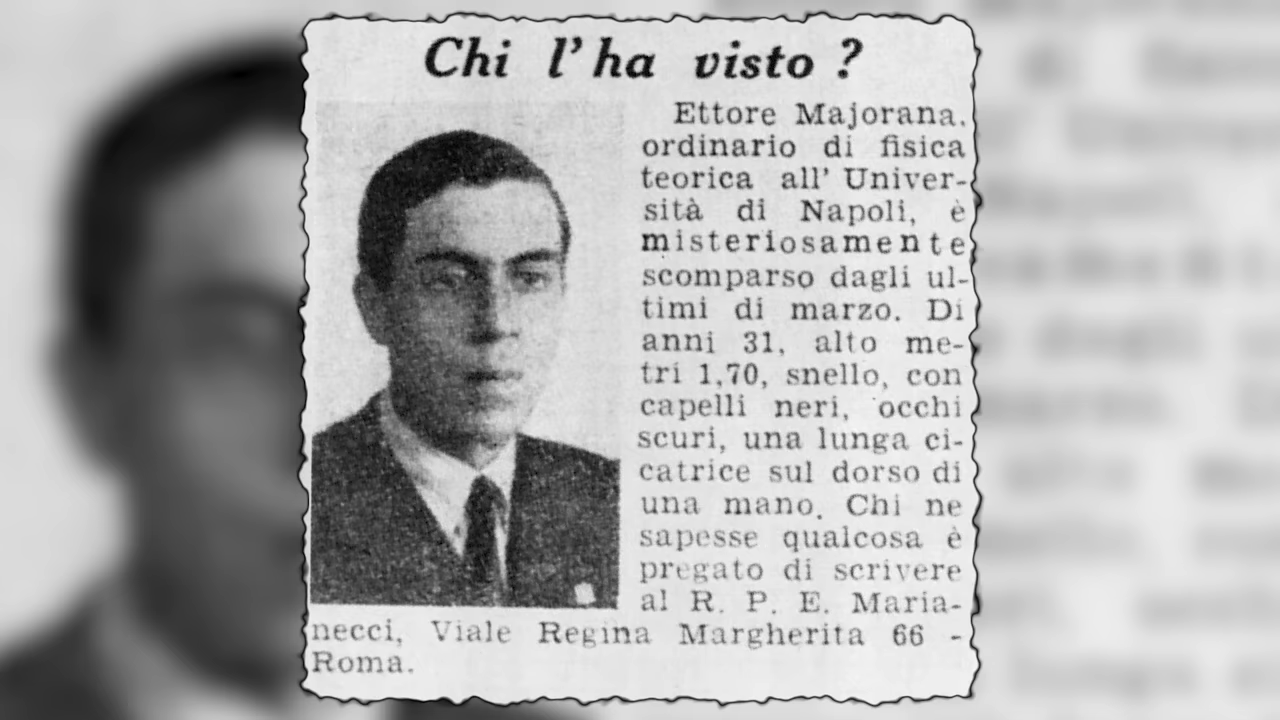 Chi l'ha visto ?
Ettore Majorana,
ordinario di fisica
teorica all' Univer-
sità di Napoli, è
misteriosamente
scomparso dagli ul-
timi di marzo. Di
anni 31, alto me-
tri 1,70, snello, con
capelli neri, occhi
scuri, una lunga ci-
catrice sul dorso di
una mano. Chi ne
sapesse qualcosa è
pregato di scrivere
al R. P. E. Maria-
necci, Viale Regina Margherita 66 -
Roma.